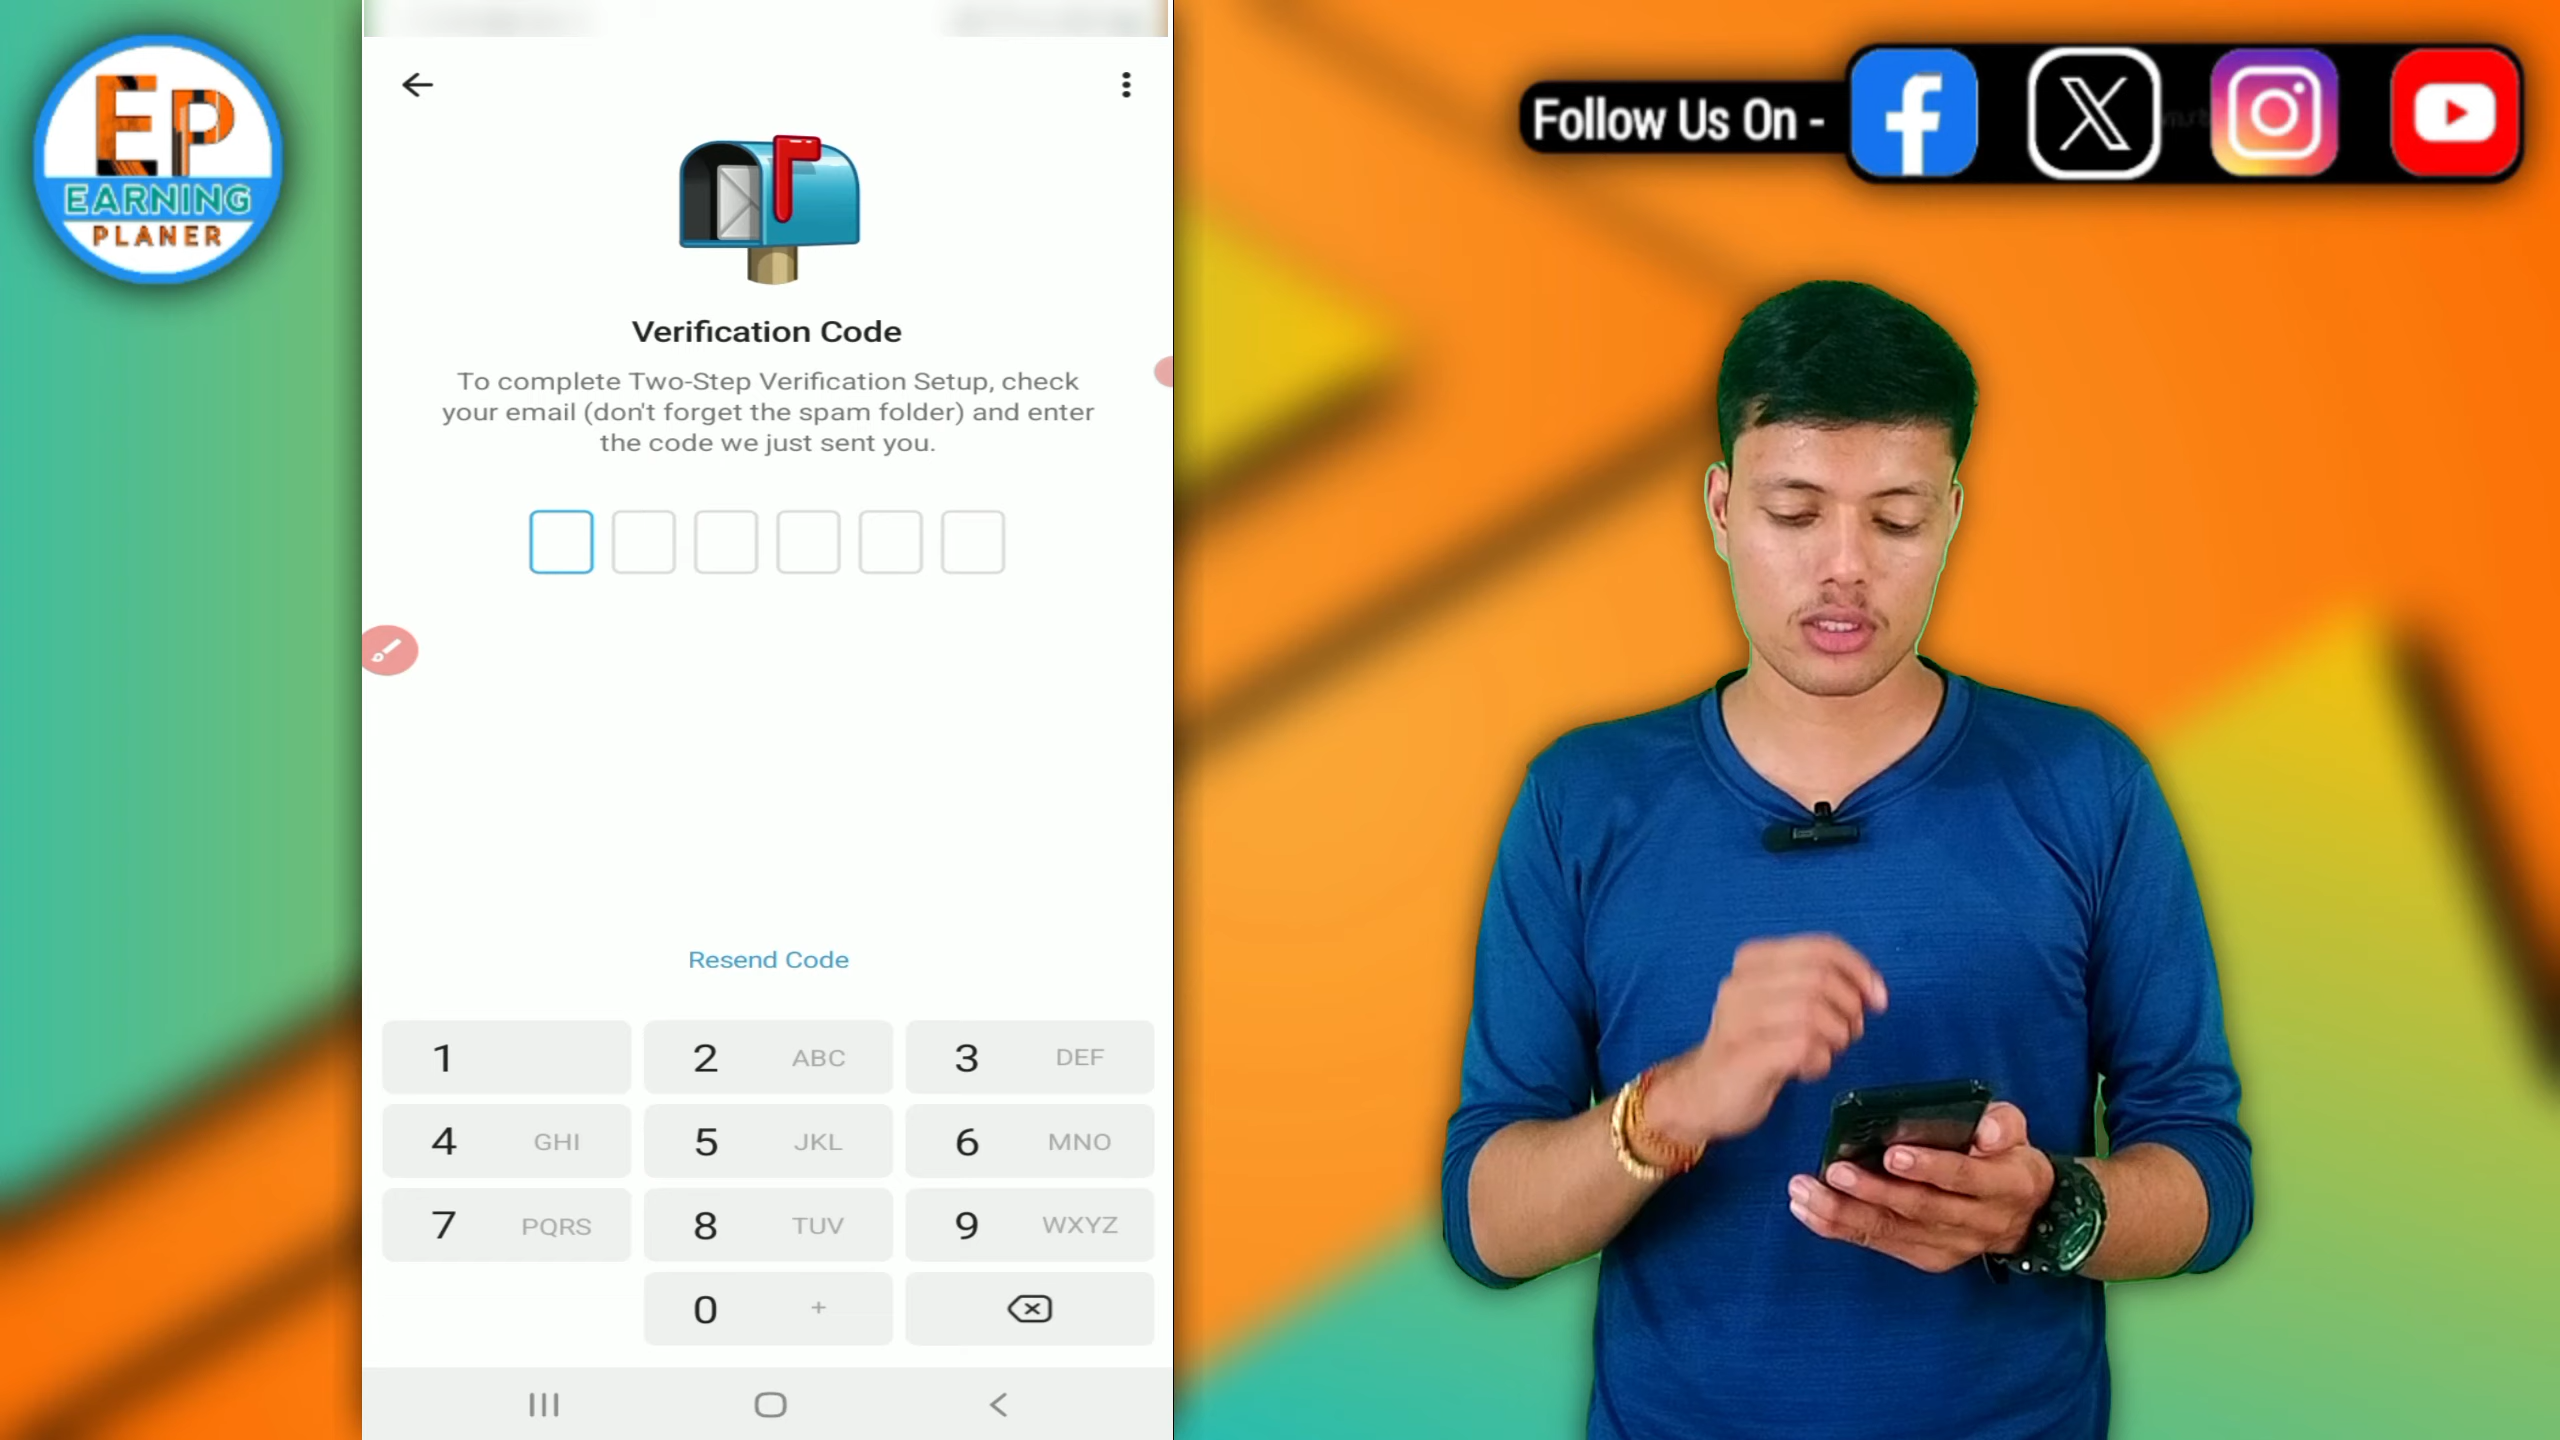 EP
EARNING
PLANER
Follow Us On -
Verification Code
To complete Two-Step Verification Setup, check
your email (don't forget the spam folder) and enter
the code we just sent you.
Resend Code
1
2 ABC
3 DEF
4 GHI
5 JKL
6 MNO
7 PQRS
8 TUV
9 WXYZ
0 +